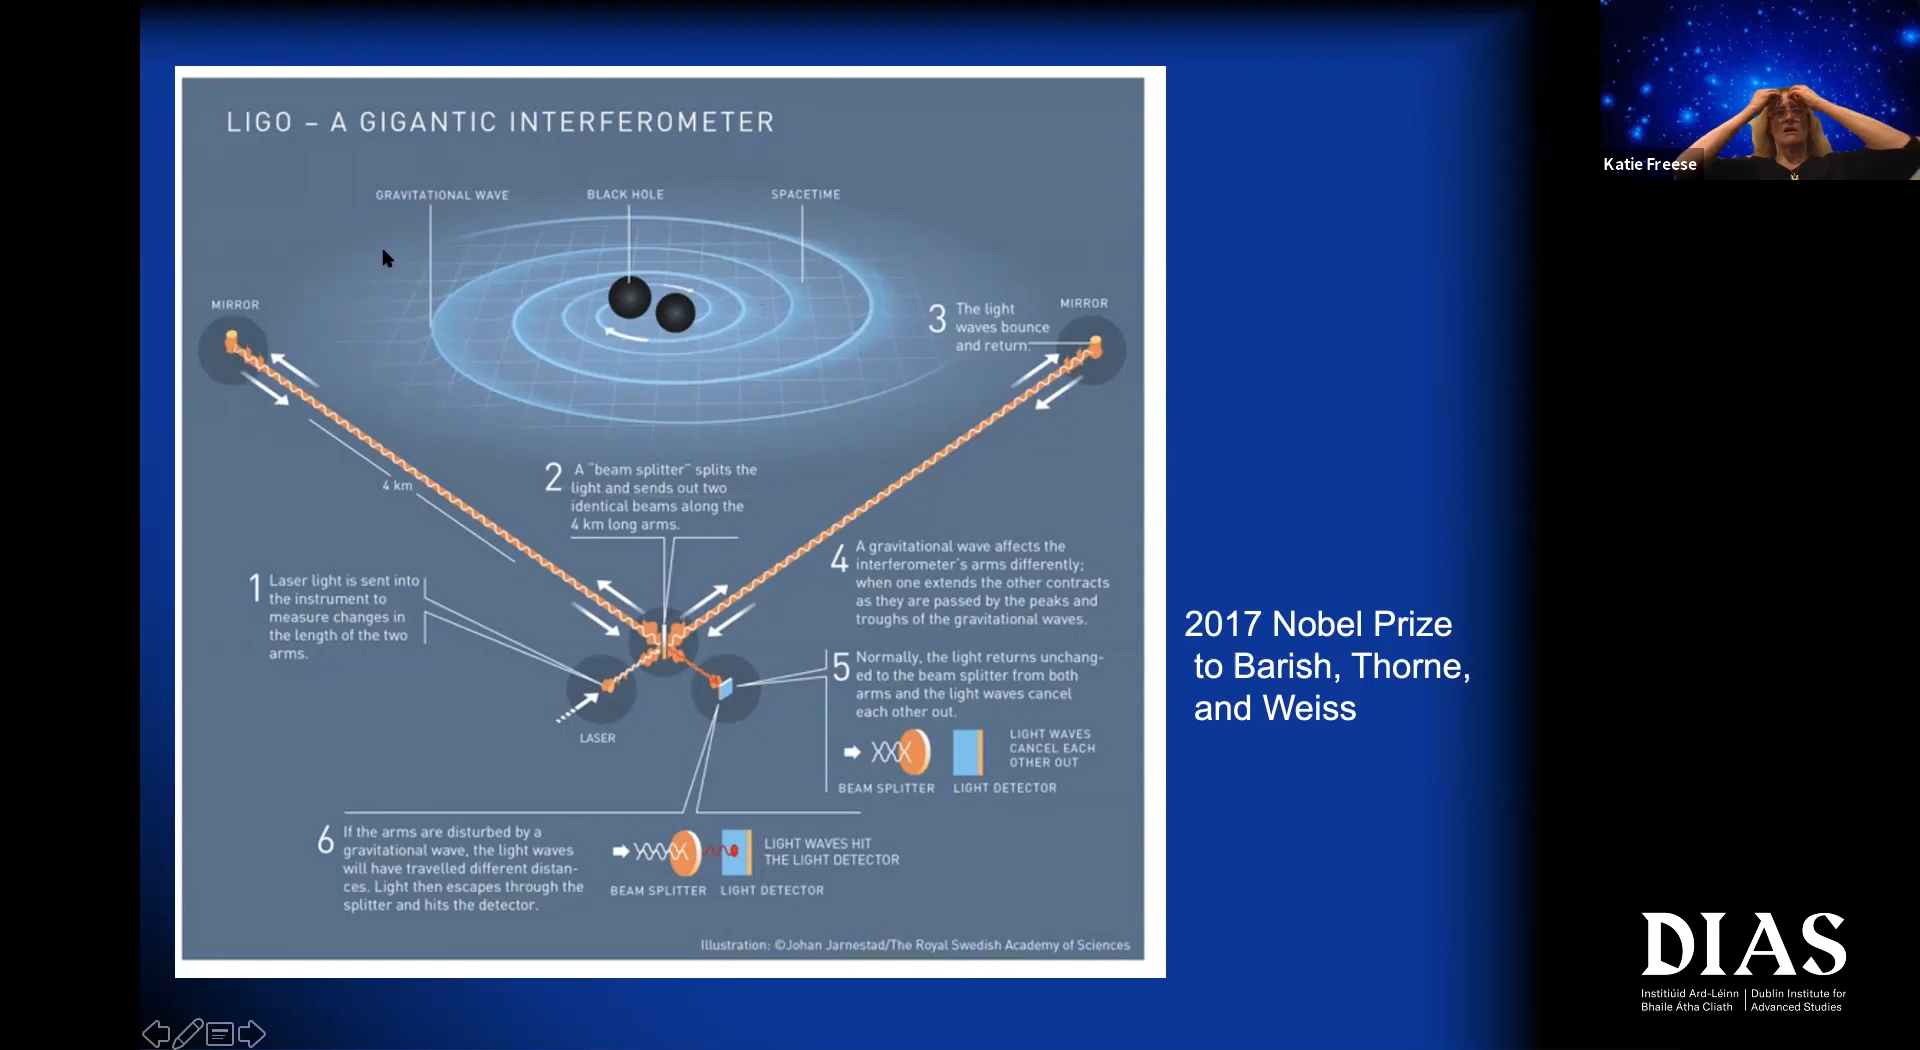 LIGO – A GIGANTIC INTERFEROMETER
GRAVITATIONAL WAVE
BLACK HOLE
SPACETIME
MIRROR
MIRROR
3 The light
waves bounce
and return.
4 km
2 A "beam splitter" splits the
light and sends out two
identical beams along the
4 km long arms.
1 Laser light is sent into
the instrument to
measure changes in
the length of the two
arms.
4 A gravitational wave affects the
interferometer's arms differently;
when one extends the other contracts
as they are passed by the peaks and
troughs of the gravitational waves.
5 Normally, the light returns unchang-
ed to the beam splitter from both
arms and the light waves cancel
each other out.
LASER
LIGHT WAVES
CANCEL EACH
OTHER OUT
BEAM SPLITTER
LIGHT DETECTOR
6 If the arms are disturbed by a
gravitational wave, the light waves
will have travelled different distan-
ces. Light then escapes through the
splitter and hits the detector.
LIGHT WAVES HIT
THE LIGHT DETECTOR
BEAM SPLITTER
LIGHT DETECTOR
Illustration: ©Johan Jarnestad/The Royal Swedish Academy of Sciences
2017 Nobel Prize
to Barish, Thorne,
and Weiss
Katie Freese
DIAS
Institiúid Ard-Léinn
Bhaile Átha Cliath
Dublin Institute for
Advanced Studies